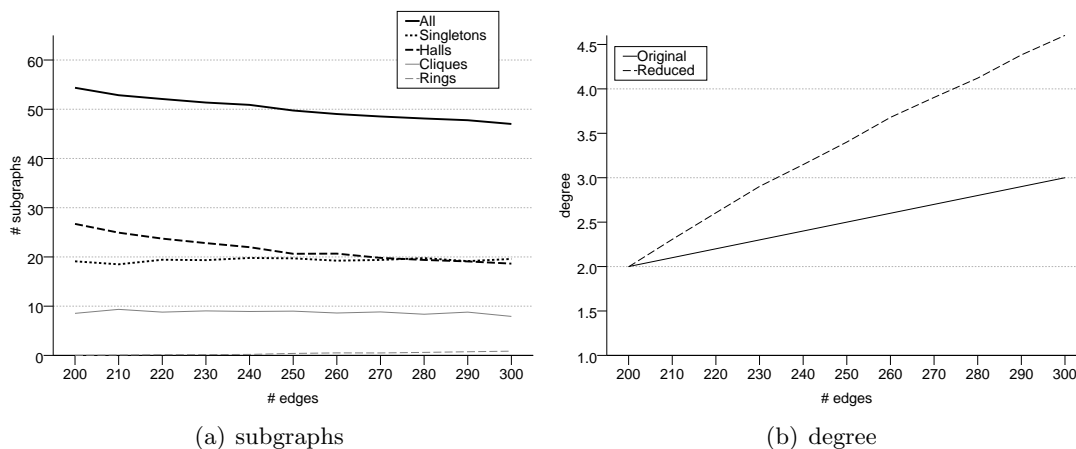 All
Singletons
Halls
Cliques
Rings
# subgraphs
60
50
40
30
20
10
0
200 210 220 230 240 250 260 270 280 290 300
# edges
(a) subgraphs
Original
Reduced
degree
4.5
4.0
3.5
3.0
2.5
2.0
1.5
1.0
200 210 220 230 240 250 260 270 280 290 300
# edges
(b) degree